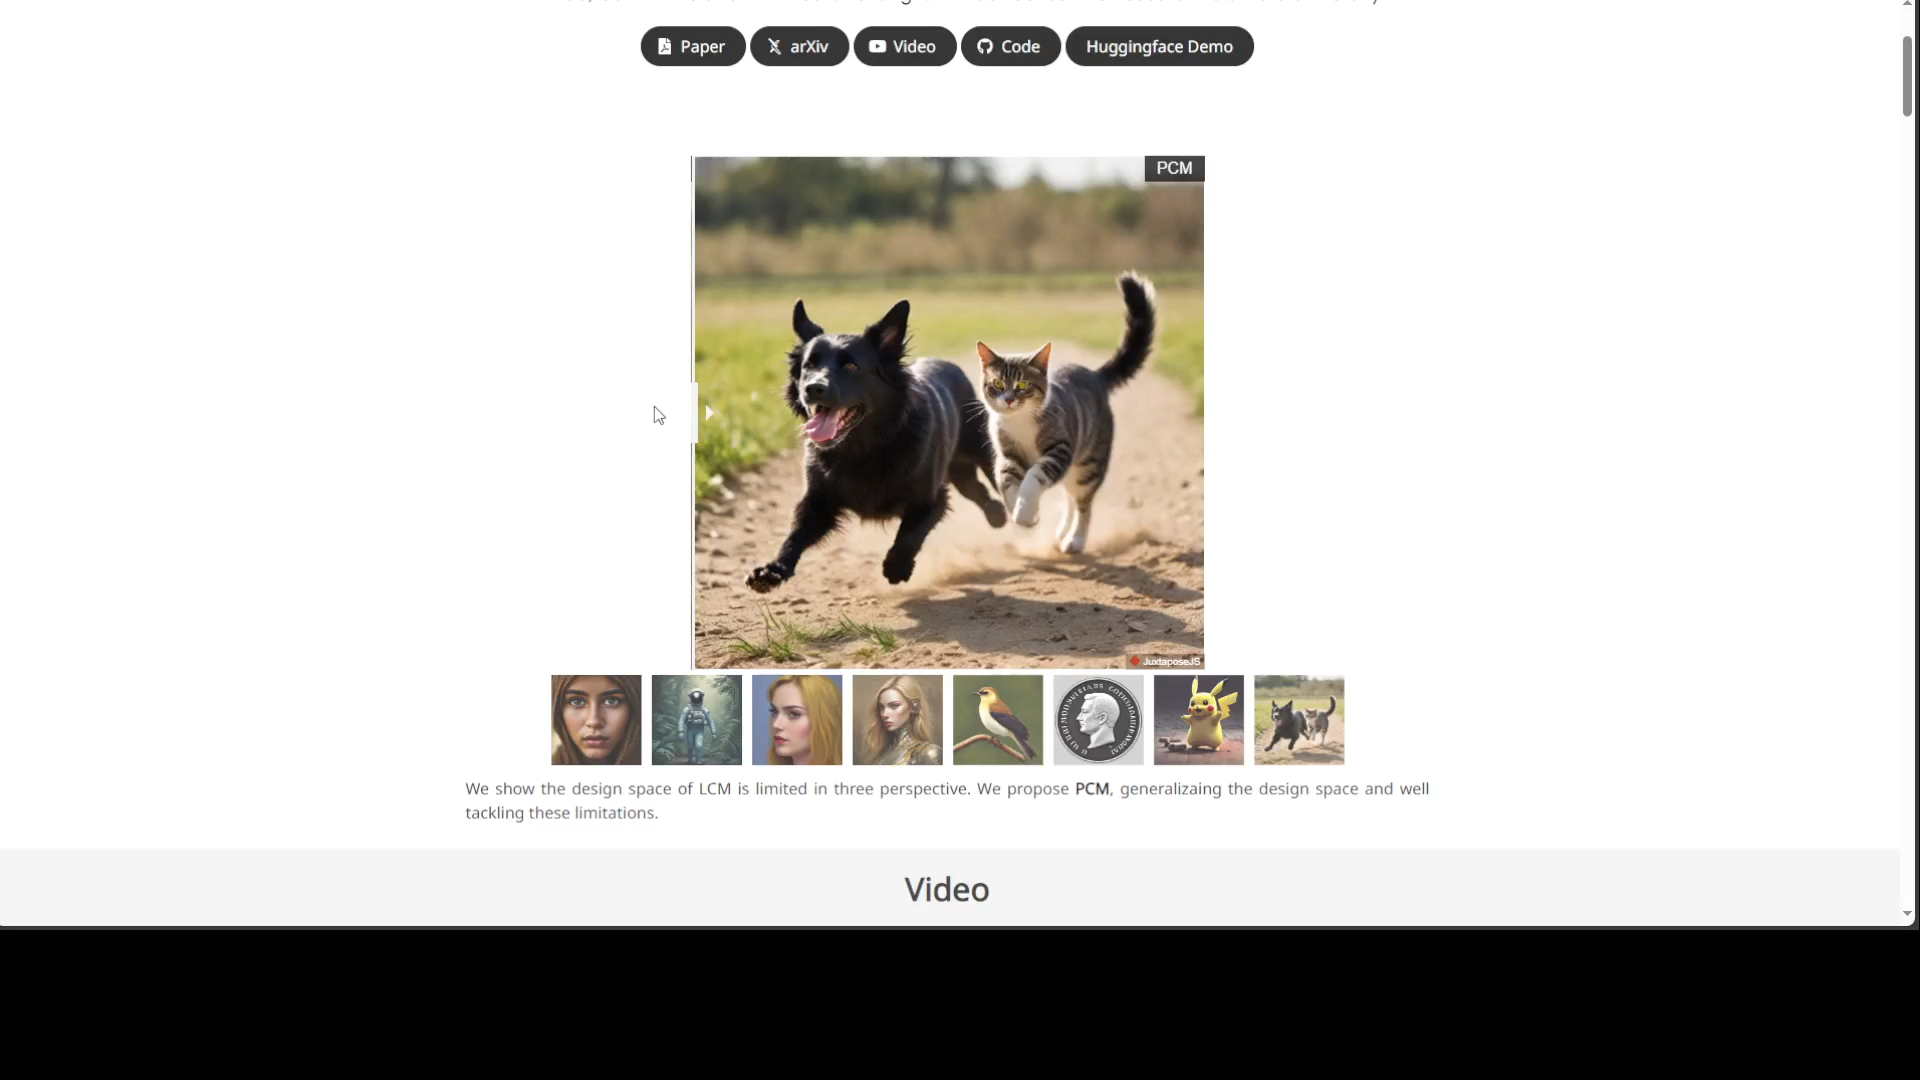 Paper
arXiv
Video
Code
Huggingface Demo
PCM
JuxtaposeJS
We show the design space of LCM is limited in three perspective. We propose PCM, generalizaing the design space and well
tackling these limitations.
Video